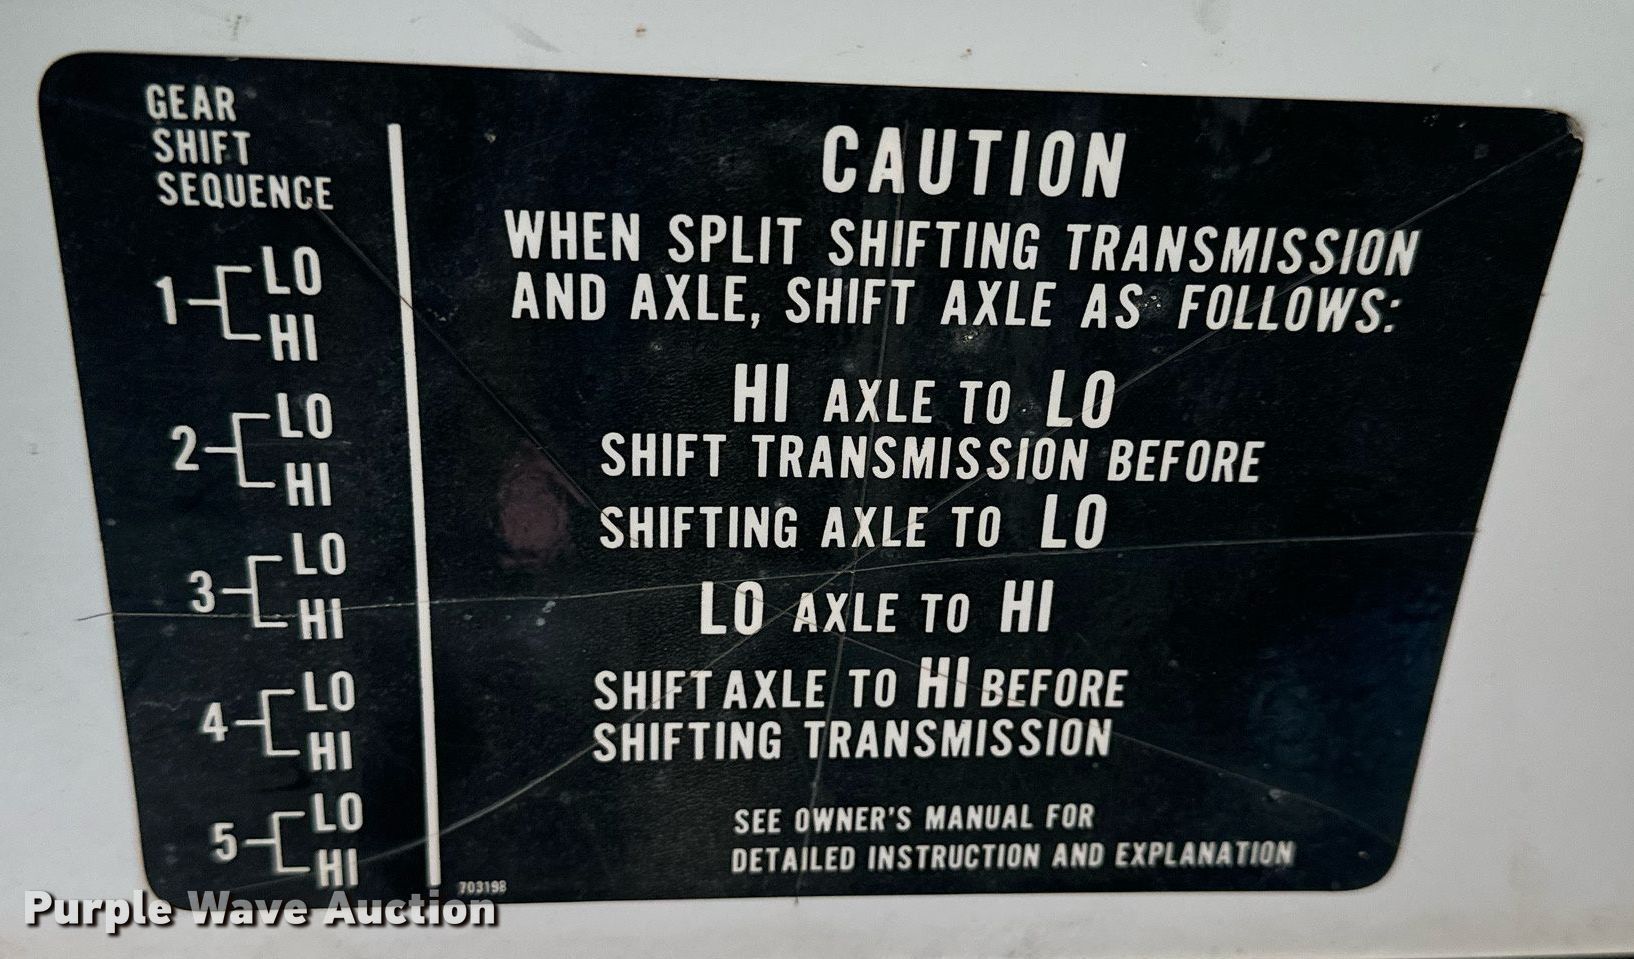 GEAR
SHIFT
SEQUENCE
1 LO
HI
2 LO
HI
3 LO
HI
4 LO
HI
5 LO
HI
CAUTION
WHEN SPLIT SHIFTING TRANSMISSION
AND AXLE, SHIFT AXLE AS FOLLOWS:
HI AXLE TO LO
SHIFT TRANSMISSION BEFORE
SHIFTING AXLE TO LO
LO AXLE TO HI
SHIFT AXLE TO HI BEFORE
SHIFTING TRANSMISSION
SEE OWNER'S MANUAL FOR
DETAILED INSTRUCTION AND EXPLANATION
Purple Wave Auction